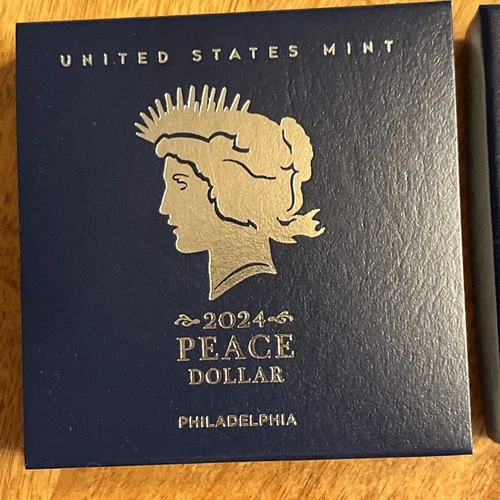 UNITED STATES MINT
2024
PEACE
DOLLAR
PHILADELPHIA